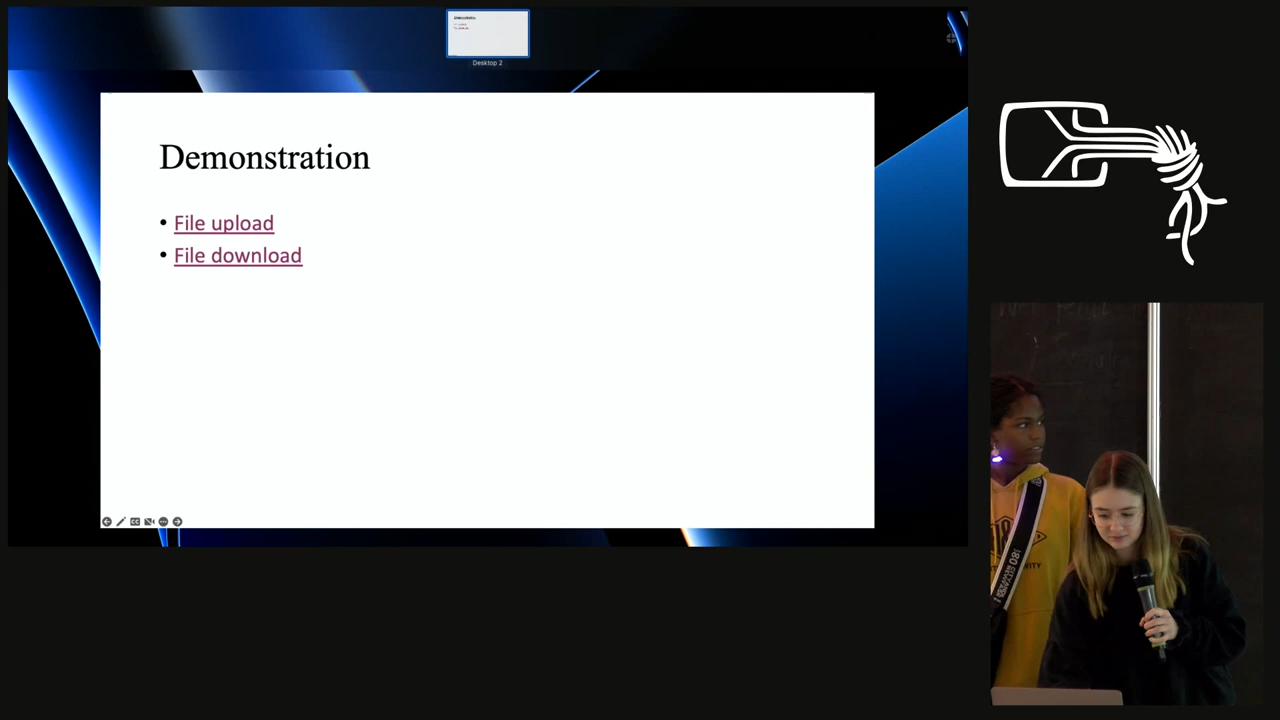 Desktop 2
Demonstration
• File upload
• File download